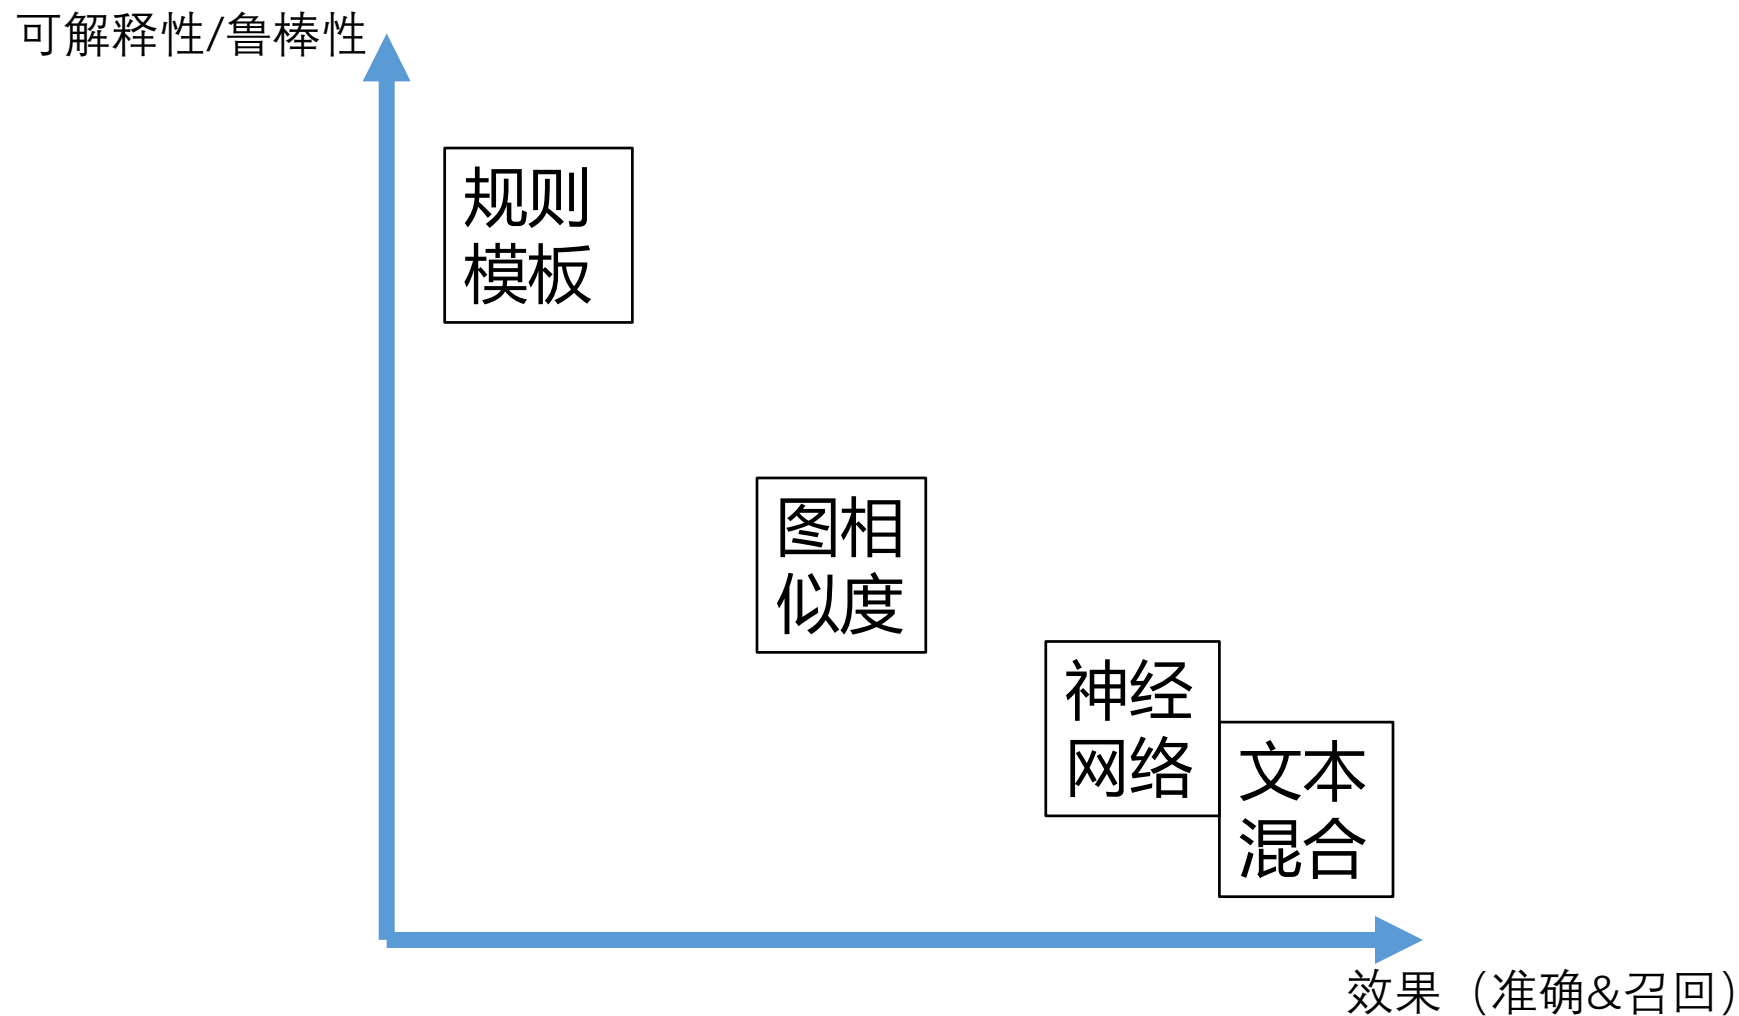 可解释性/鲁棒性
规则
模板
图相
似度
神经
网络
文本
混合
效果（准确&召回）